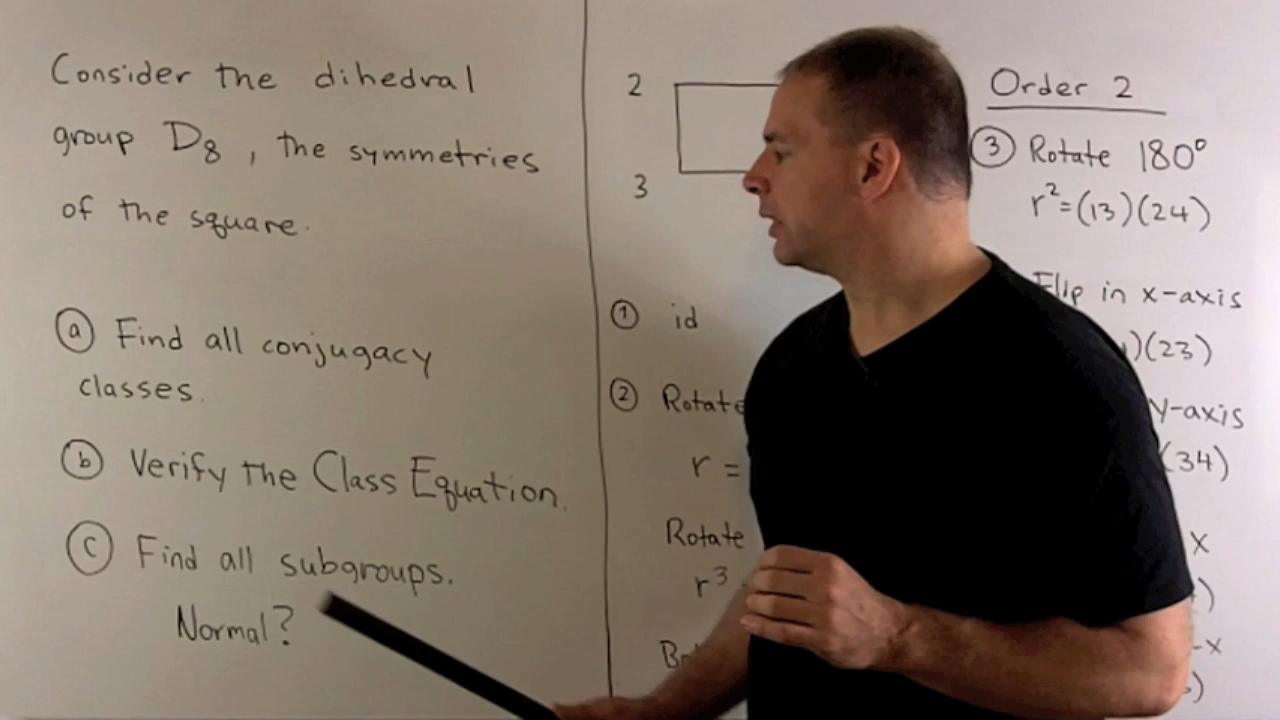 Consider the dihedral
group D8, the symmetries
of the square.
ⓐ Find all conjugacy
classes.
ⓑ Verify the Class Equation.
ⓒ Find all subgroups.
Normal?
2
3
① id
② Rotate
r =
Rotate
r³
Order 2
③ Rotate 180°
r²=(13)(24)
Flip in x-axis
)(23)
y-axis
(34)
x
)
-x
)